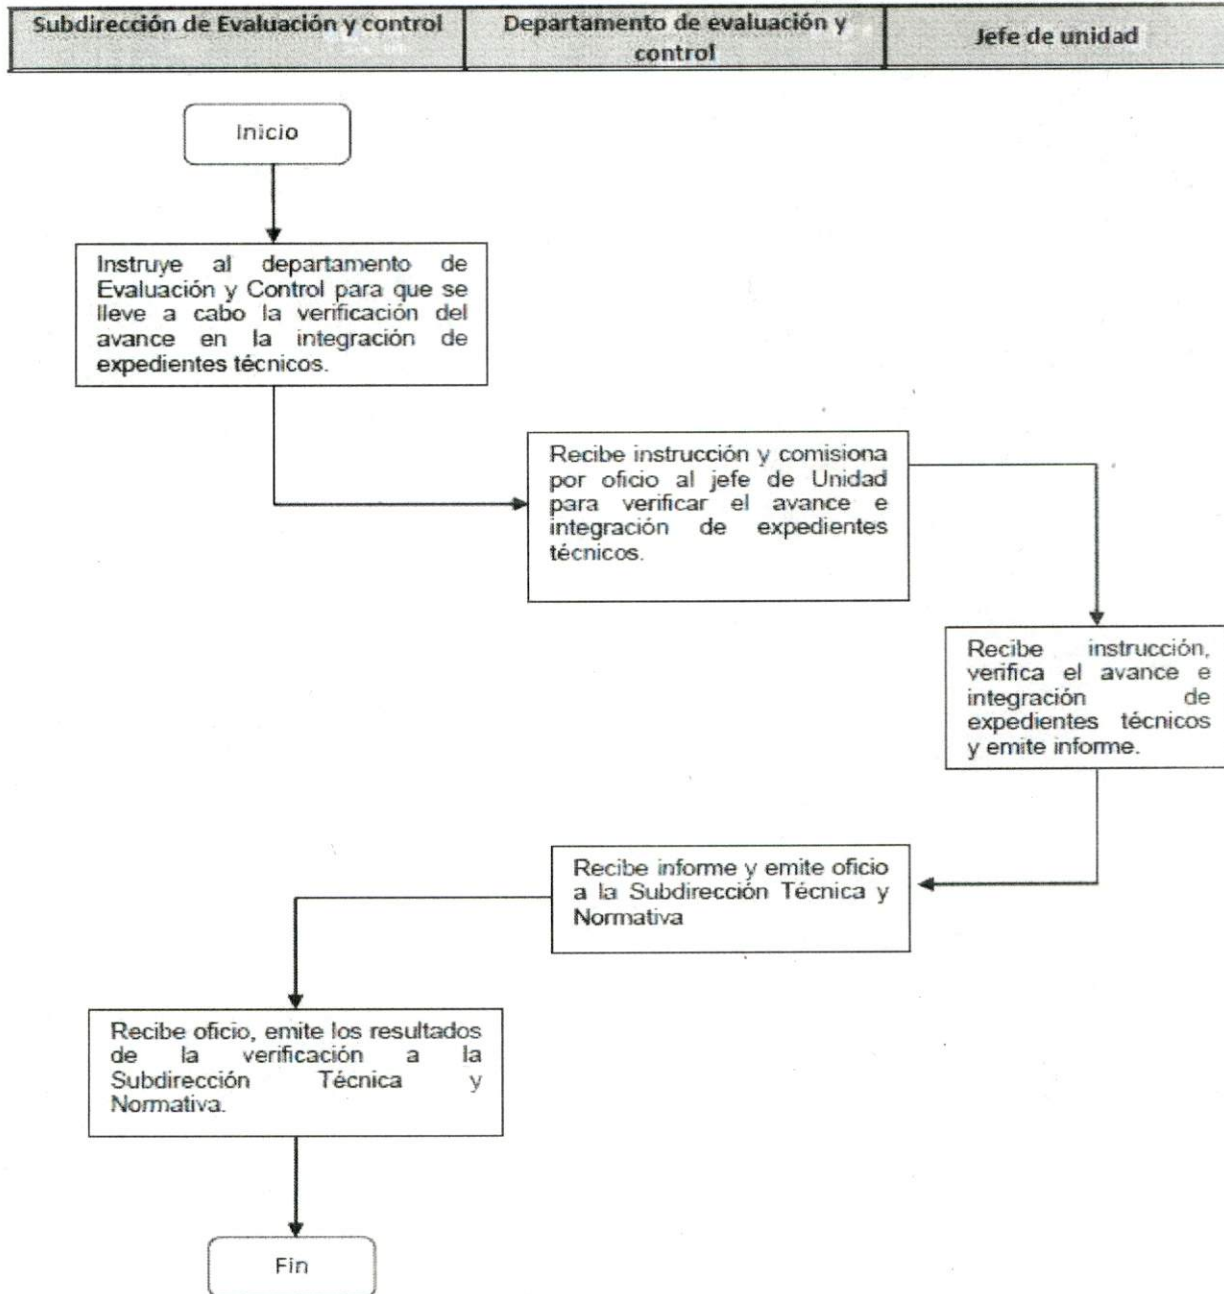 Subdirección de Evaluación y control
Departamento de evaluación y
control
Jefe de unidad
Inicio
Instruye al departamento de
Evaluación y Control para que se
lleve a cabo la verificación del
avance en la integración de
expedientes técnicos.
Recibe instrucción y comisiona
por oficio al jefe de Unidad
para verificar el avance e
integración de expedientes
técnicos.
Recibe instrucción,
verifica el avance e
integración de
expedientes técnicos
y emite informe.
Recibe informe y emite oficio
a la Subdirección Técnica y
Normativa
Recibe oficio, emite los resultados
de la verificación a la
Subdirección Técnica y
Normativa.
Fin